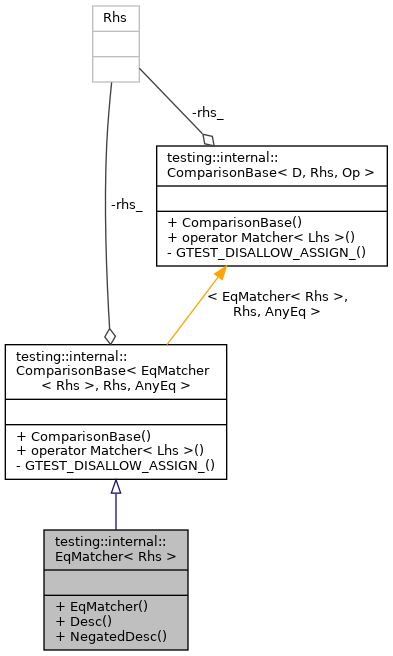 Rhs
-rhs_
testing::internal::
ComparisonBase< D, Rhs, Op >
+ ComparisonBase()
+ operator Matcher< Lhs >()
- GTEST_DISALLOW_ASSIGN_()
-rhs_
< EqMatcher< Rhs >,
Rhs, AnyEq >
testing::internal::
ComparisonBase< EqMatcher
< Rhs >, Rhs, AnyEq >
+ ComparisonBase()
+ operator Matcher< Lhs >()
- GTEST_DISALLOW_ASSIGN_()
testing::internal::
EqMatcher< Rhs >
+ EqMatcher()
+ Desc()
+ NegatedDesc()